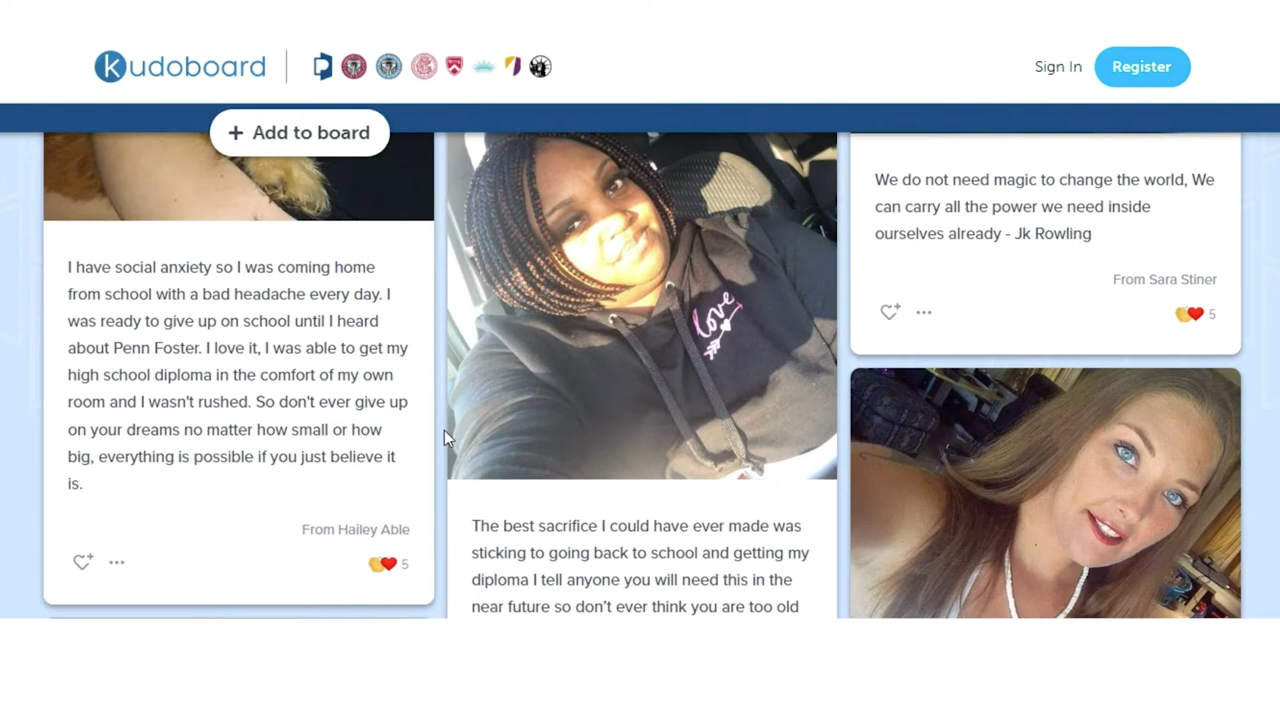 kudoboard
Sign In
Register
+ Add to board
I have social anxiety so I was coming home
from school with a bad headache every day. I
was ready to give up on school until I heard
about Penn Foster. I love it, I was able to get my
high school diploma in the comfort of my own
room and I wasn't rushed. So don't ever give up
on your dreams no matter how small or how
big, everything is possible if you just believe it
is.
From Hailey Able
5
love
The best sacrifice I could have ever made was
sticking to going back to school and getting my
diploma I tell anyone you will need this in the
near future so don't ever think you are too old
We do not need magic to change the world, We
can carry all the power we need inside
ourselves already - Jk Rowling
From Sara Stiner
5